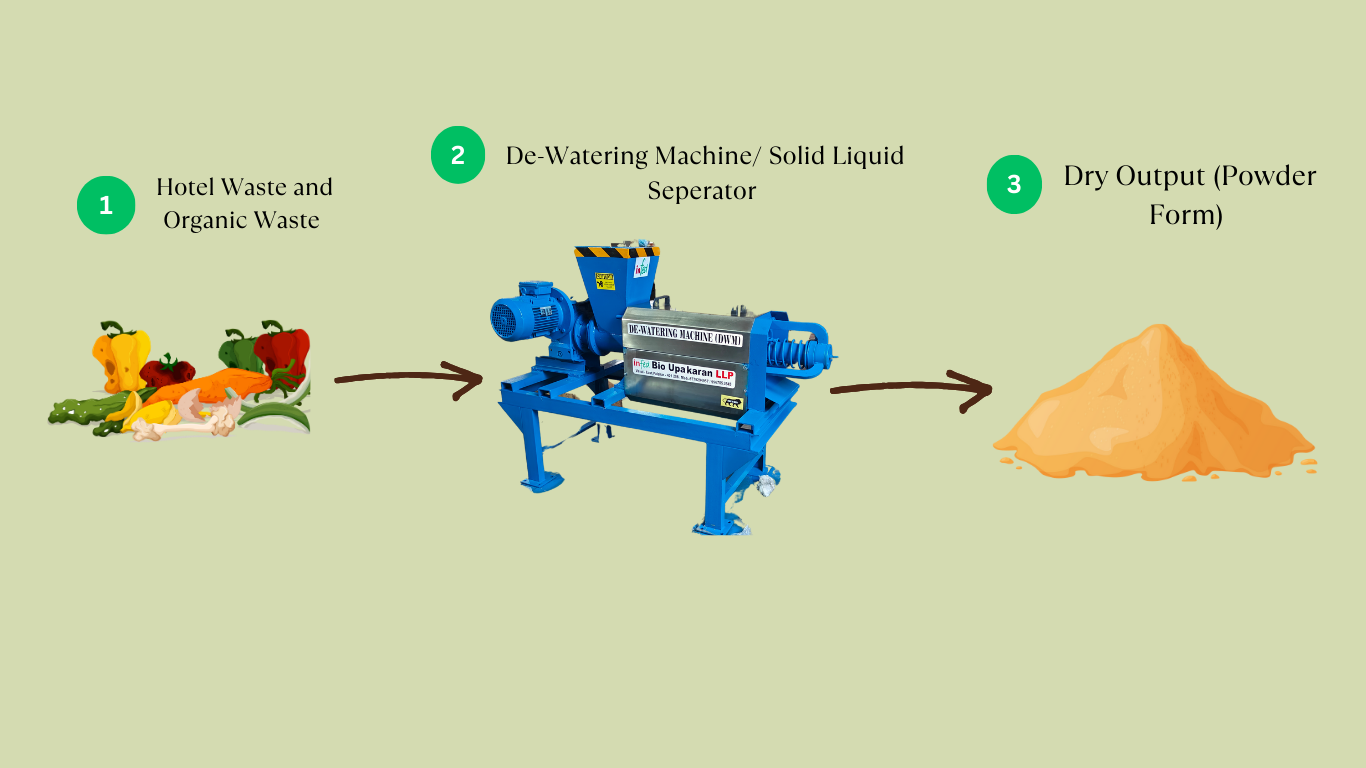 1
Hotel Waste and
Organic Waste
2
De-Watering Machine/ Solid Liquid
Seperator
3
Dry Output (Powder
Form)
DE-WATERING MACHINE (DWM)
Bio Upakaran LLP